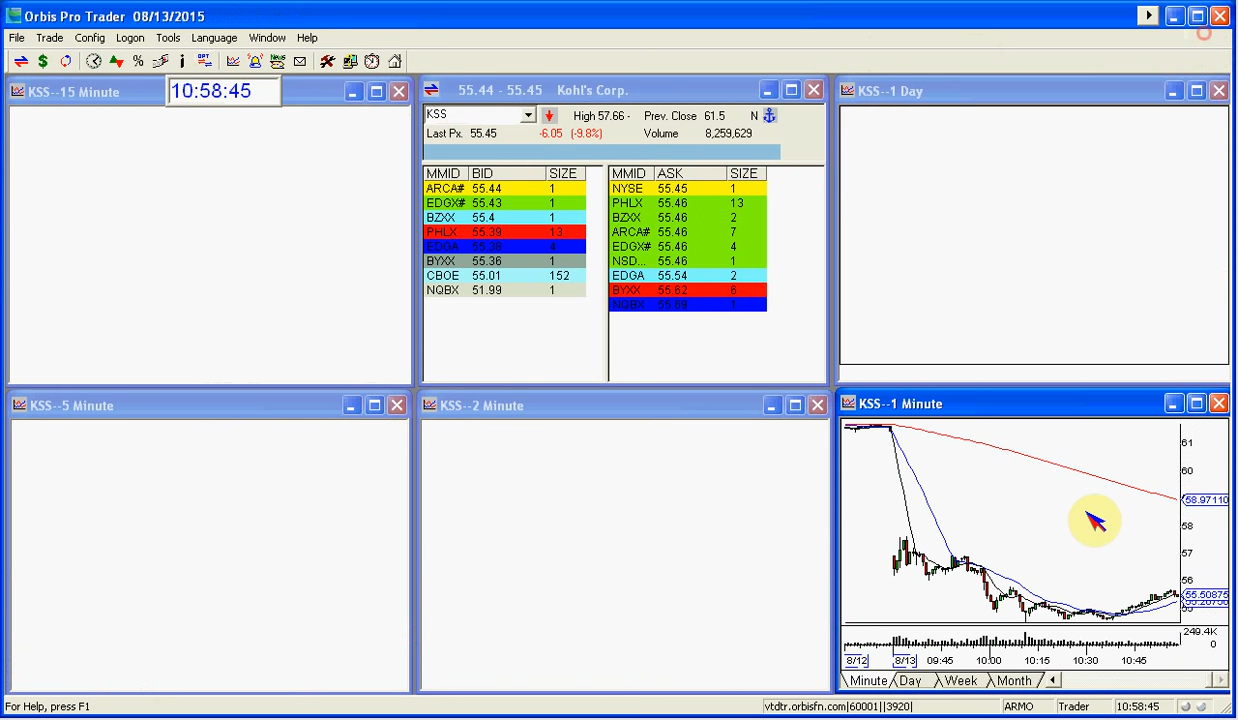 Orbis Pro Trader 08/13/2015
File Trade Config Logon Tools Language Window Help
KSS--15 Minute
10:58:45
55.44 - 55.45 Kohl's Corp.
KSS High 57.66 - Prev. Close 61.5 N
Last Px. 55.45 -6.05 (-9.8%) Volume 8,259,629
MMID BID SIZE MMID ASK SIZE
ARCA# 55.44 1 NYSE 55.45 1
EDGX# 55.43 1 PHLX 55.46 13
BZXX 55.4 1 BZXX 55.46 2
PHLX 55.39 13 ARCA# 55.46 7
EDGA 55.38 4 EDGX# 55.46 4
BYXX 55.36 1 NSD... 55.46 1
CBOE 55.01 152 EDGA 55.54 2
NQBX 51.99 1 BYXX 55.62 6
NQBX 1
KSS--1 Day
KSS--5 Minute
KSS--2 Minute
KSS--1 Minute
61
60
58.97110
58
57
56
55.50875
249.4K
0
8/12 8/13 09:45 10:00 10:15 10:30 10:45
Minute Day Week Month
For Help, press F1 vtdtr.orbisfn.com|60001||3920| ARMO Trader 10:58:45